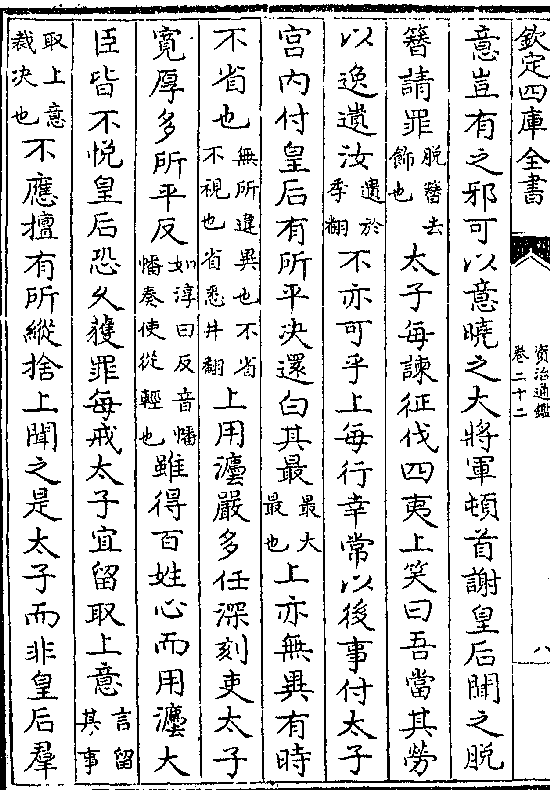 欽定四庫全書
資治通鑑
卷二十二
八
意豈有之邪可以意曉之大將軍頓首謝皇后聞之脫
簪請罪脫簪去飾也太子每諫征伐四夷上笑曰吾當其勞
以逸遺汝遺於季翻不亦可乎上每行幸常以後事付太子
宫内付皇后有所平決還白其最最大最也上亦無異有時
不省也無所違異也不省不視也省悉井翻上用灋嚴多任深刻吏太子
寛厚多所平反如淳曰反音幡幡奏使從輕也雖得百姓心而用灋大
臣皆不悦皇后恐久獲罪每戒太子宜留取上意言留其事
取上意裁決也不應擅有所縱捨上聞之是太子而非皇后羣